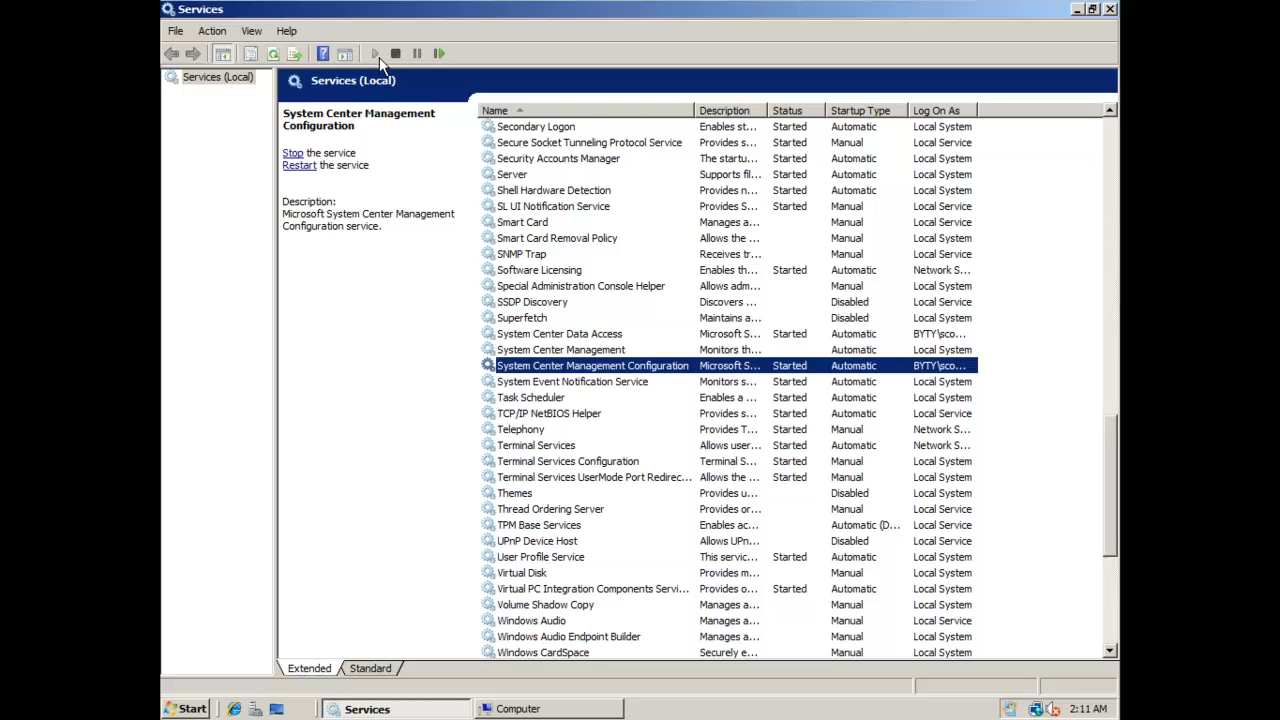 Services
File Action View Help
Services (Local)
Services (Local)
System Center Management
Configuration
Stop the service
Restart the service
Description:
Microsoft System Center Management
Configuration service.
Name Description Status Startup Type Log On As
Secondary Logon Enables st... Started Automatic Local System
Secure Socket Tunneling Protocol Service Provides s... Started Manual Local Service
Security Accounts Manager The startu... Started Automatic Local System
Server Supports fil... Started Automatic Local System
Shell Hardware Detection Provides n... Started Automatic Local System
SL UI Notification Service Provides S... Started Manual Local Service
Smart Card Manages a... Manual Local Service
Smart Card Removal Policy Allows the ... Manual Local System
SNMP Trap Receives tr... Manual Local Service
Software Licensing Enables th... Started Automatic Network S...
Special Administration Console Helper Allows adm... Manual Local System
SSDP Discovery Discovers ... Disabled Local Service
Superfetch Maintains a... Disabled Local System
System Center Data Access Microsoft S... Started Automatic BYTY\sco...
System Center Management Monitors th... Automatic Local System
System Center Management Configuration Microsoft S... Started Automatic BYTY\sco...
System Event Notification Service Monitors s... Started Automatic Local System
Task Scheduler Enables a ... Started Automatic Local System
TCP/IP NetBIOS Helper Provides s... Started Automatic Local Service
Telephony Provides T... Started Manual Network S...
Terminal Services Allows user... Started Automatic Network S...
Terminal Services Configuration Terminal S... Started Manual Local System
Terminal Services UserMode Port Redirec... Allows the ... Started Manual Local System
Themes Provides u... Disabled Local System
Thread Ordering Server Provides or... Manual Local Service
TPM Base Services Enables ac... Automatic (D... Local Service
UPnP Device Host Allows UPn... Disabled Local Service
User Profile Service This servic... Started Automatic Local System
Virtual Disk Provides m... Manual Local System
Virtual PC Integration Components Servi... Provides o... Started Automatic Local System
Volume Shadow Copy Manages a... Manual Local System
Windows Audio Manages a... Manual Local Service
Windows Audio Endpoint Builder Manages a... Manual Local System
Windows CardSpace Securely e... Manual Local System
Extended Standard
Start Services Computer 2:11 AM